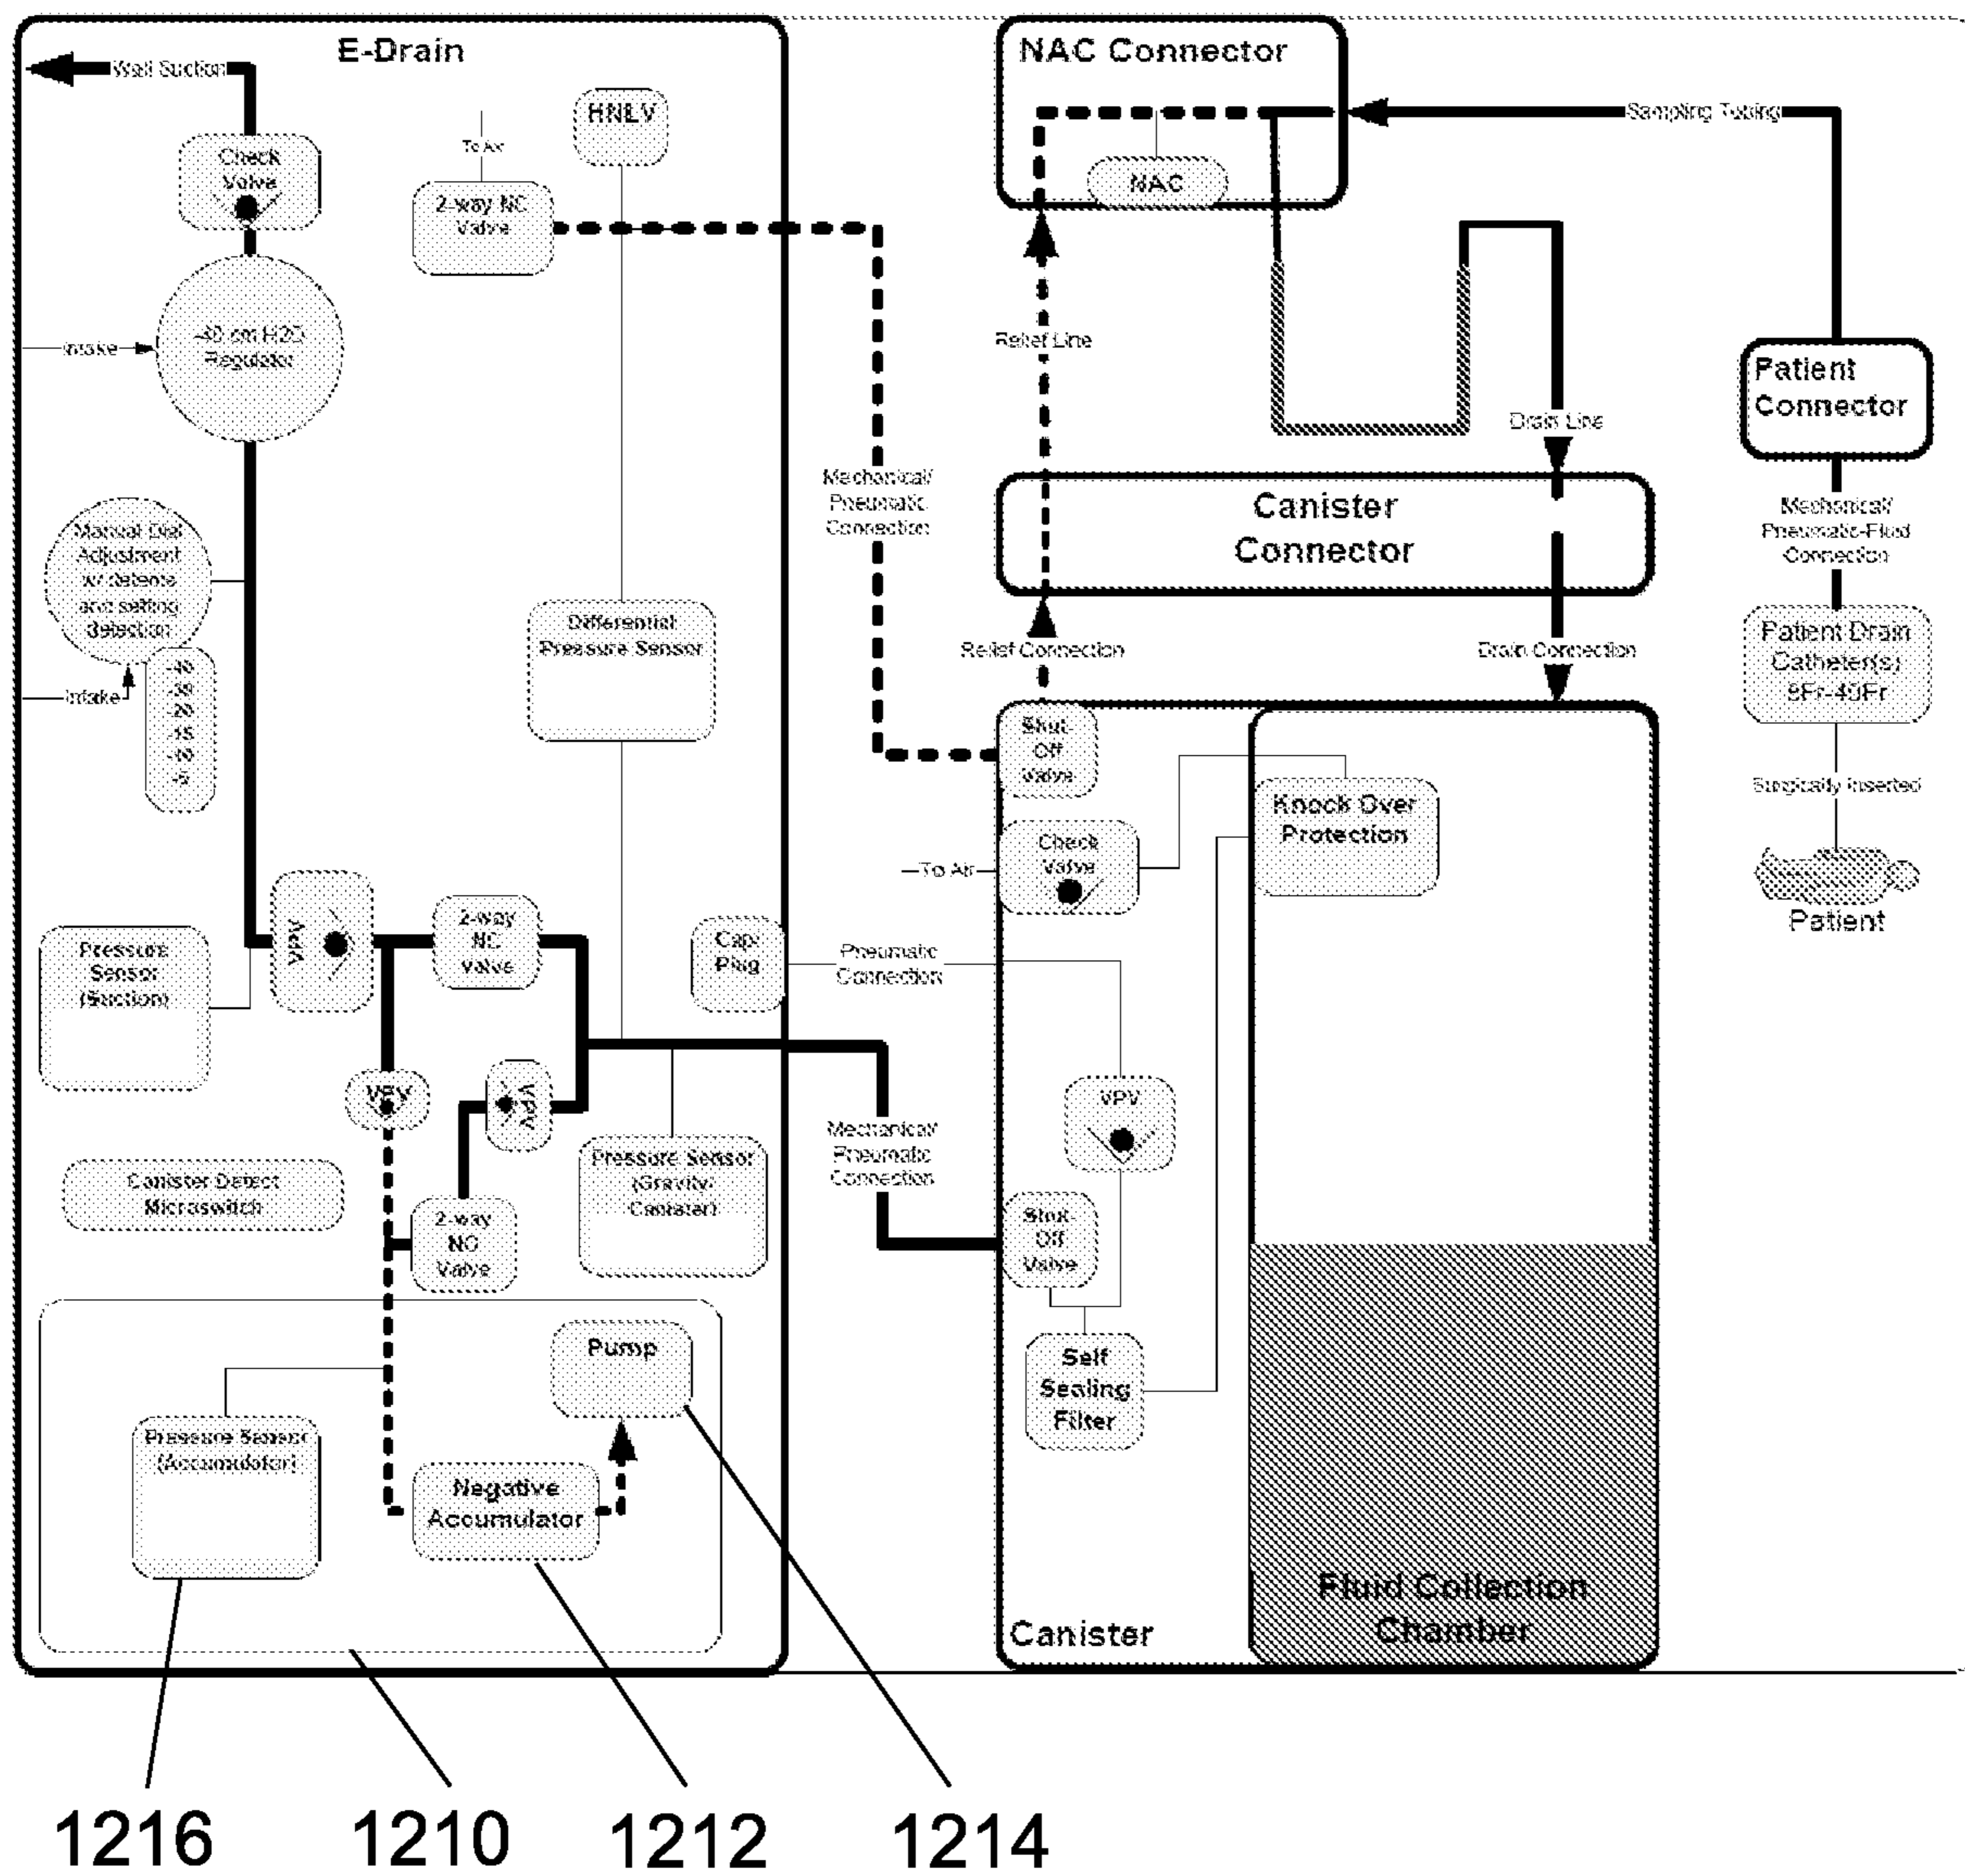 E-Drain
Wall Suction
Check
Valve
To Air
HNLV
2-way NC
Valve
-40 cm H2O
Regulator
Intake
Manual Dial
Adjustment
w/ detents
and setting
detection
Intake
-40
-30
-20
-15
-10
-5
Differential
Pressure Sensor
Pressure
Sensor
(Suction)
VPV
2-way
NC
Valve
Cap/
Plug
VPV
VPV
Canister Detect
Microswitch
2-way
NO
Valve
Pressure Sensor
(Gravity/
Canister)
Pump
Pressure Sensor
(Accumulator)
Negative
Accumulator
Mechanical/
Pneumatic
Connection
Pneumatic
Connection
Mechanical/
Pneumatic
Connection
NAC Connector
NAC
Sampling Tubing
Relief Line
Drain Line
Canister
Connector
Relief Connection
Drain Connection
Shut-
Off
Valve
To Air
Check
Valve
Knock Over
Protection
VPV
Shut-
Off
Valve
Self
Sealing
Filter
Canister
Fluid Collection
Chamber
Patient
Connector
Mechanical/
Pneumatic-Fluid
Connection
Patient Drain
Catheter(s)
8Fr-40Fr
Surgically Inserted
Patient
1216
1210
1212
1214